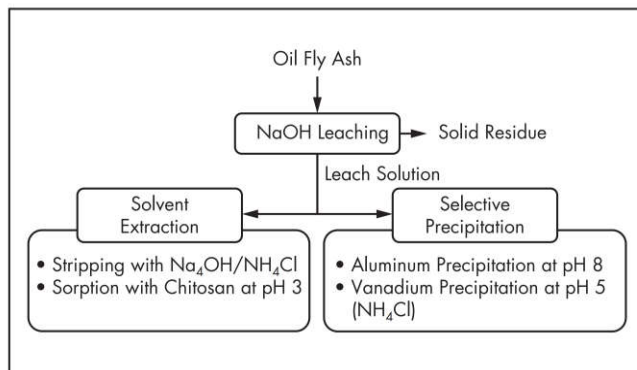 Oil Fly Ash
NaOH Leaching
Solid Residue
Leach Solution
Solvent
Extraction
• Stripping with Na₄OH/NH₄Cl
• Sorption with Chitosan at pH 3
Selective
Precipitation
• Aluminum Precipitation at pH 8
• Vanadium Precipitation at pH 5
(NH₄Cl)